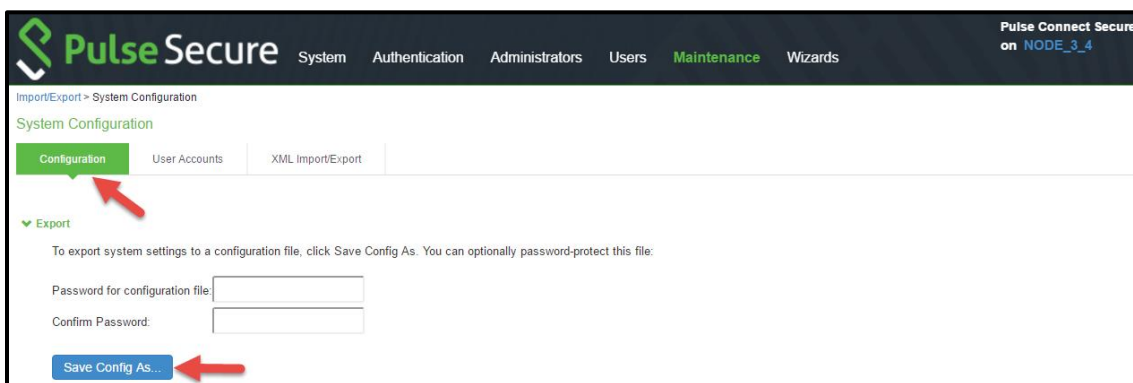 Pulse Secure System Authentication Administrators Users Maintenance Wizards
Pulse Connect Secure
on NODE_3_4
Import/Export > System Configuration
System Configuration
Configuration User Accounts XML Import/Export
Export
To export system settings to a configuration file, click Save Config As. You can optionally password-protect this file:
Password for configuration file:
Confirm Password:
Save Config As...